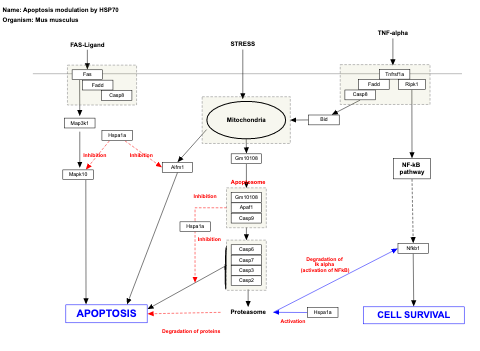 Name: Apoptosis modulation by HSP70
Organism: Mus musculus
FAS-Ligand
STRESS
TNF-alpha
Fas
Fadd
Casp8
Tnfrsf1a
Fadd
Ripk1
Casp8
Map3k1
Hspa1a
Mitochondria
Bid
Inhibition
Inhibition
Gm10108
Mapk10
Aifm1
NF-kB
pathway
Apoptosome
Inhibition
Gm10108
Apaf1
Casp9
Hspa1a
Inhibition
Casp6
Casp7
Casp3
Casp2
Nfkb1
Degradation of
Ik alpha
(activation of NFkB)
APOPTOSIS
Proteasome
Hspa1a
CELL SURVIVAL
Activation
Degradation of proteins